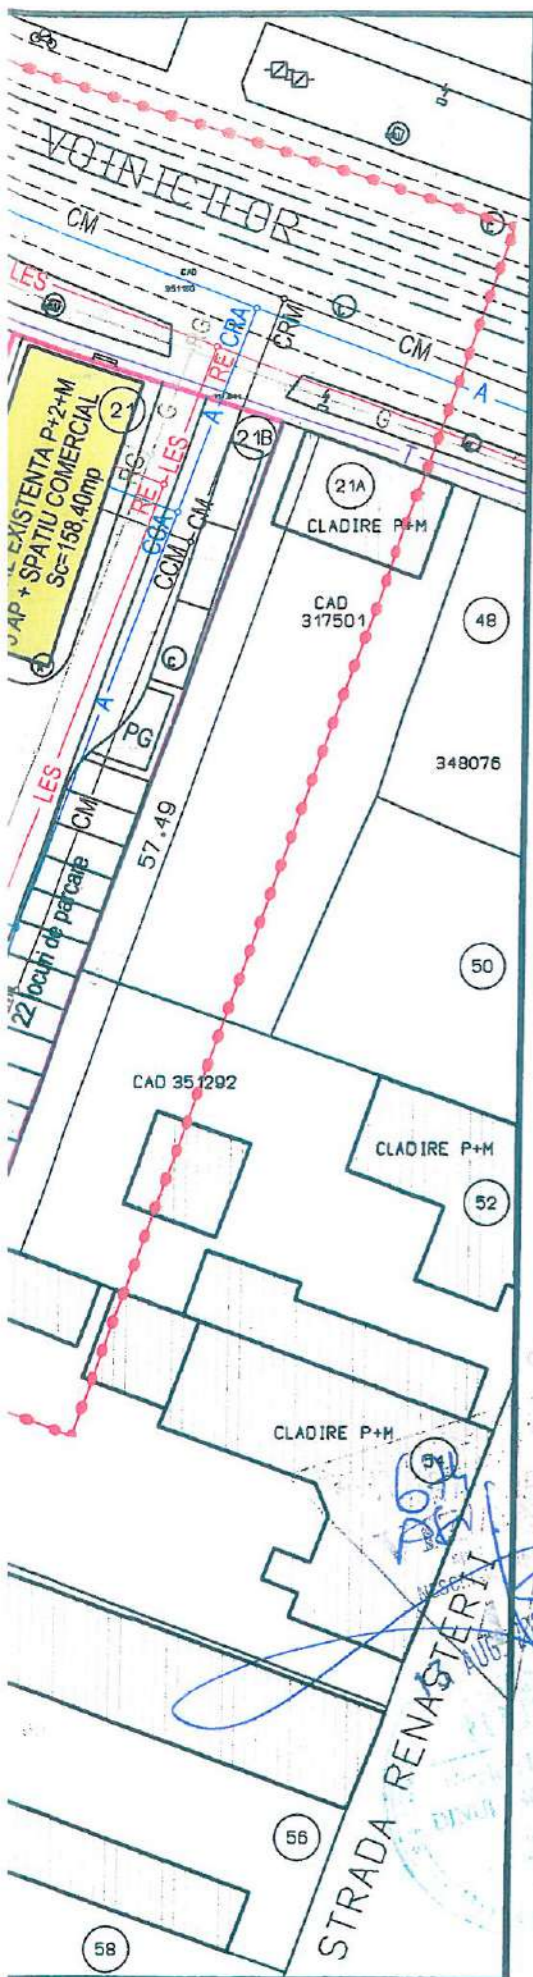 VOINICILOR
CM
LES
CAD
RG
RE
CRA
CRM
CM
A
G
T
21
G
A
LES
RE
CCA
CCM
CM
21B
21A
CLADIRE P+M
EXISTENTA P+2+M
AP + SPATIU COMERCIAL
Sc=158,40mp
CAD
317501
48
348076
A
PG
LES
CM
57.49
22 locuri de parcare
50
CAD 351292
CLADIRE P+M
52
CLADIRE P+M
54
AUG
STRADA RENASTERII
56
58